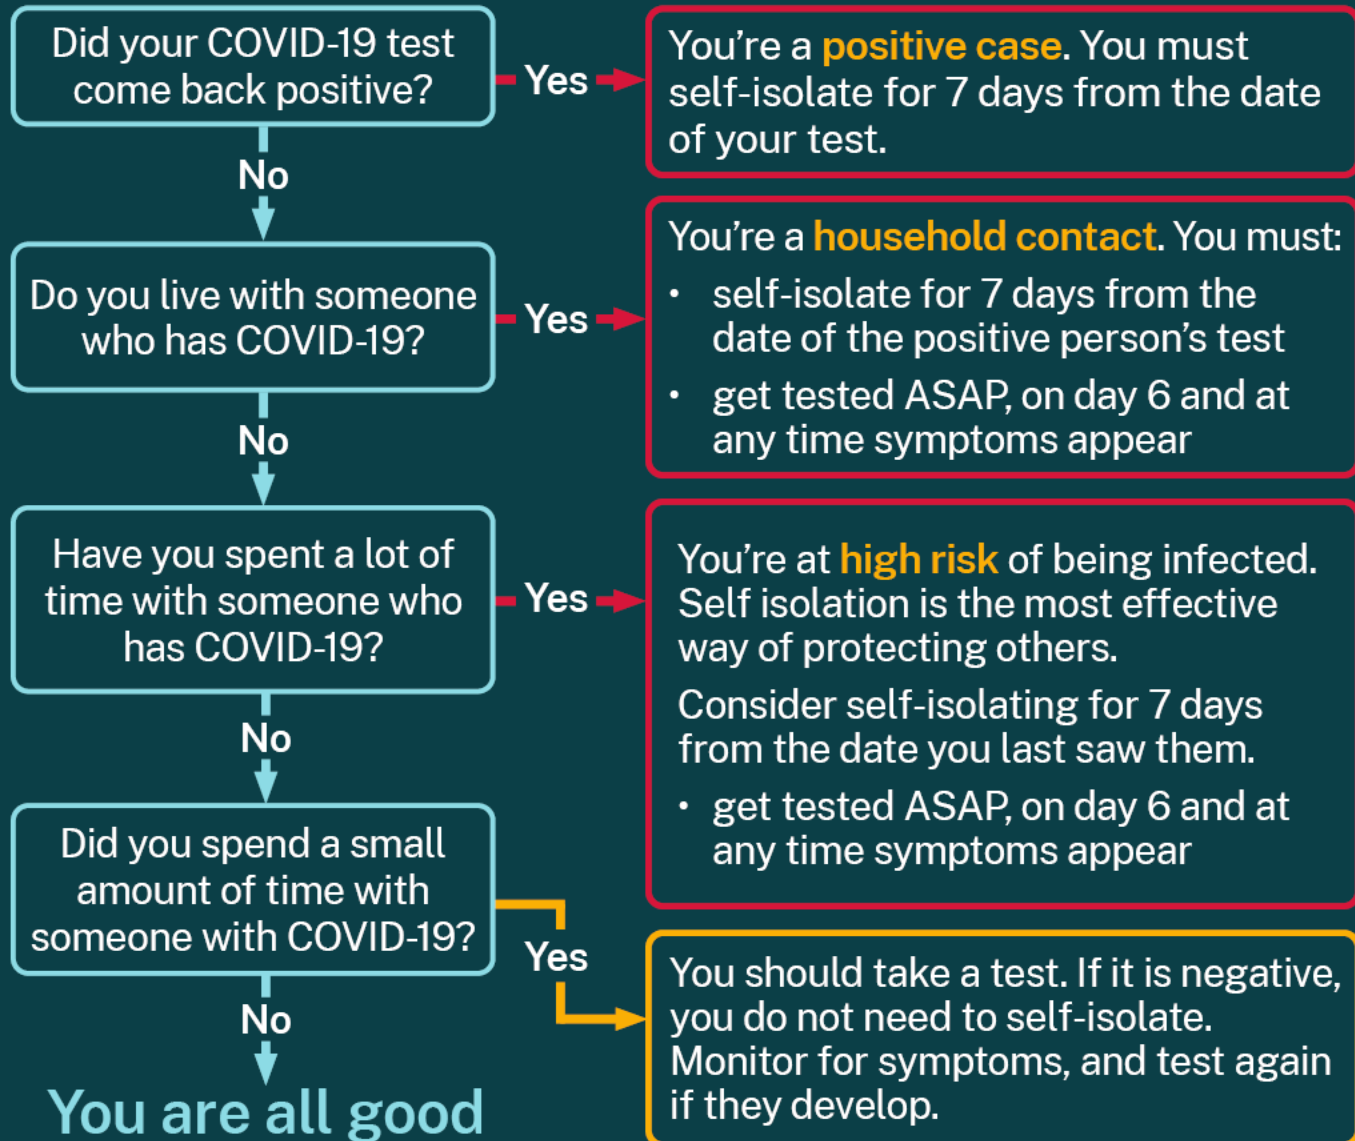 Did your COVID-19 test
come back positive?
Yes
You’re a positive case. You must
self-isolate for 7 days from the date
of your test.
No
Do you live with someone
who has COVID-19?
Yes
You’re a household contact. You must:
• self-isolate for 7 days from the
date of the positive person’s test
• get tested ASAP, on day 6 and at
any time symptoms appear
No
Have you spent a lot of
time with someone who
has COVID-19?
Yes
You’re at high risk of being infected.
Self isolation is the most effective
way of protecting others.
Consider self-isolating for 7 days
from the date you last saw them.
• get tested ASAP, on day 6 and at
any time symptoms appear
No
Did you spend a small
amount of time with
someone with COVID-19?
Yes
You should take a test. If it is negative,
you do not need to self-isolate.
Monitor for symptoms, and test again
if they develop.
No
You are all good